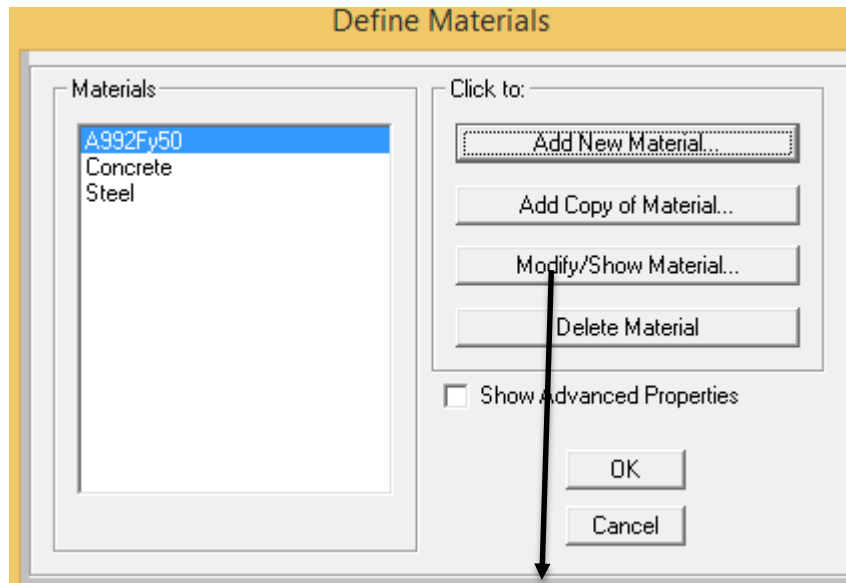 Define Materials
Materials
A992Fy50
Concrete
Steel
Click to:
Add New Material...
Add Copy of Material...
Modify/Show Material...
Delete Material
Show Advanced Properties
OK
Cancel